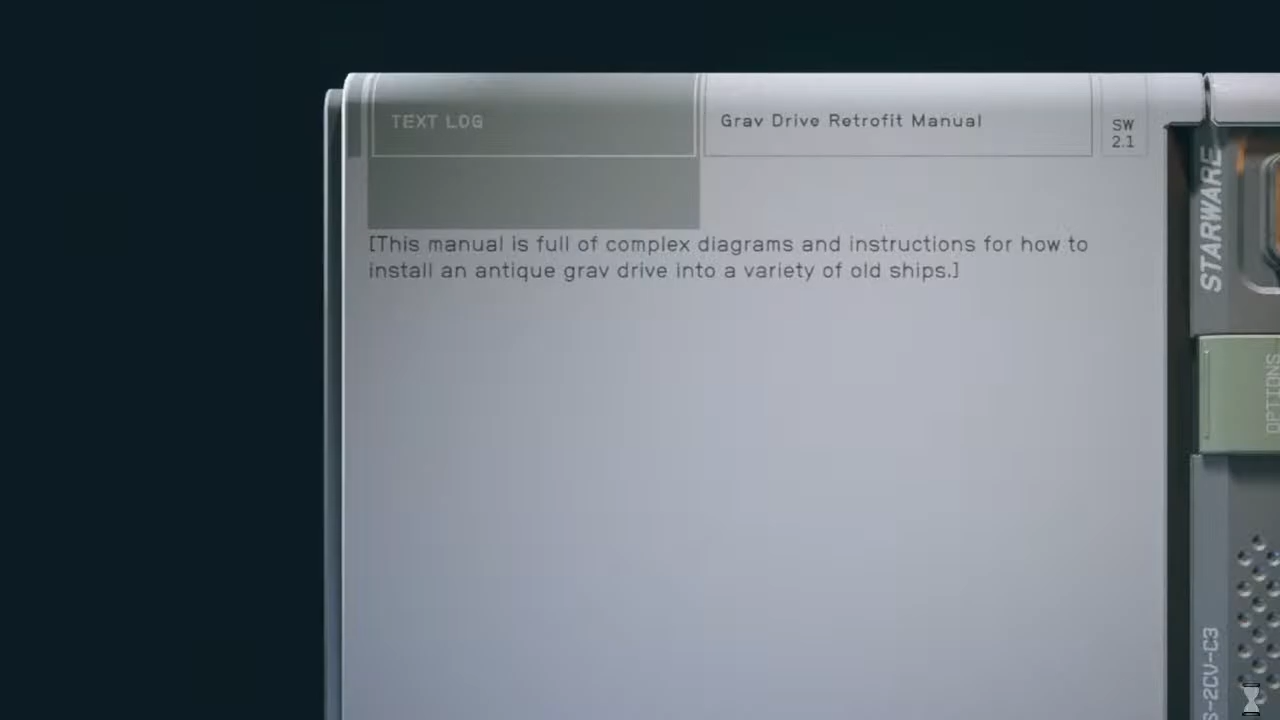 TEXT LOG
Grav Drive Retrofit Manual
SW
2.1
[This manual is full of complex diagrams and instructions for how to
install an antique grav drive into a variety of old ships.]
STARWARE
OPTIONS
S-2CV-C3